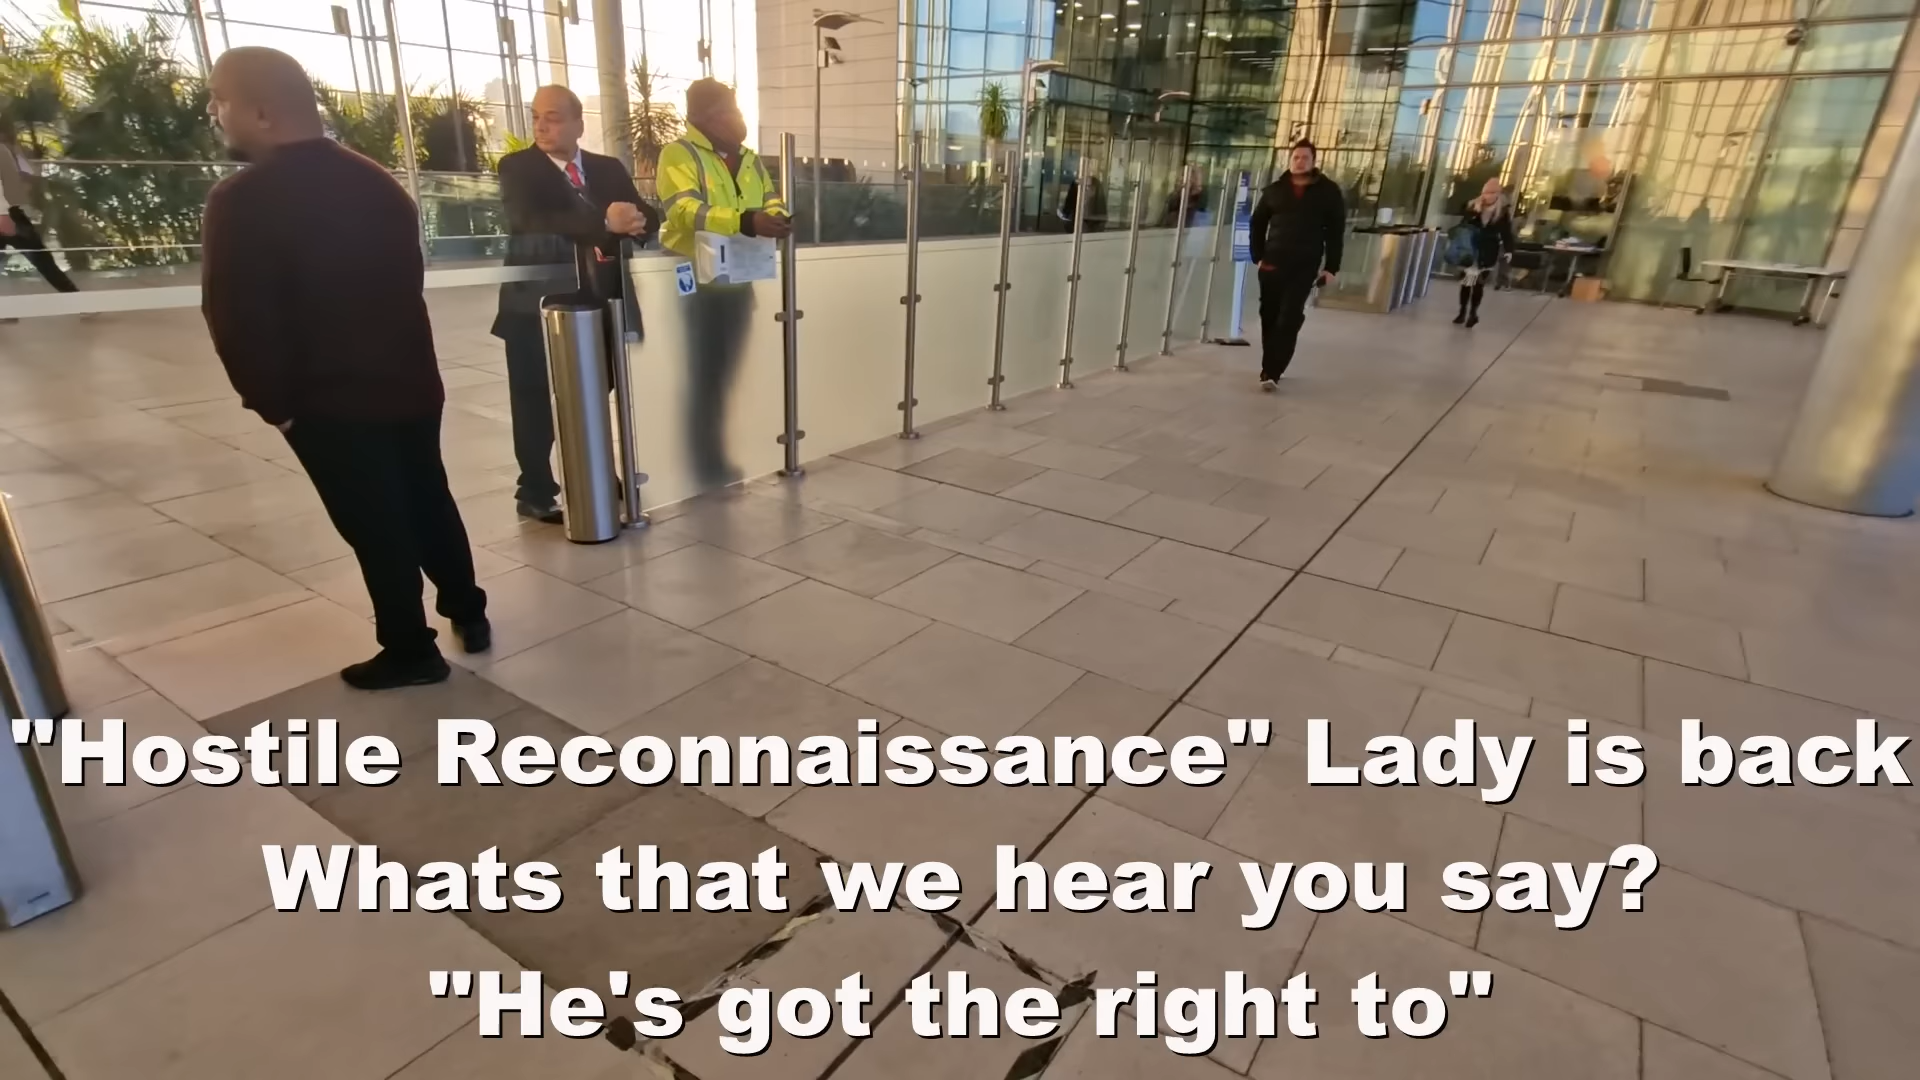 "Hostile Reconnaissance" Lady is back
Whats that we hear you say?
"He's got the right to"